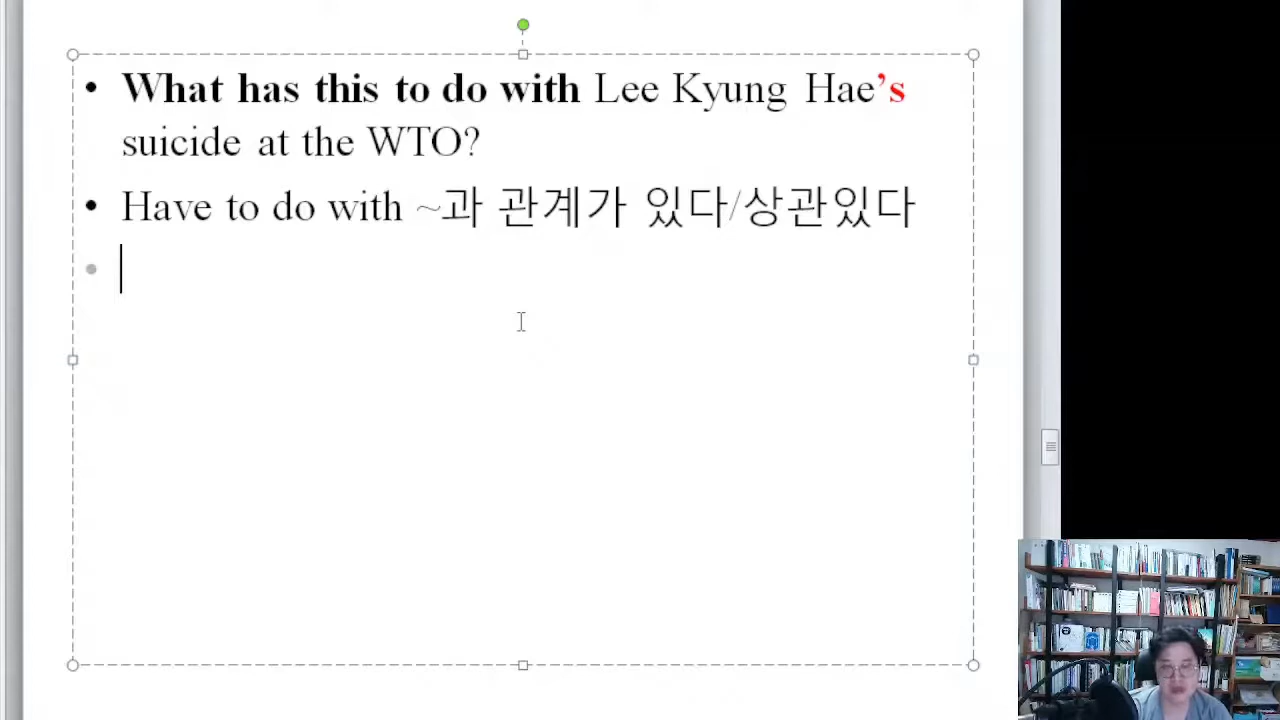 • What has this to do with Lee Kyung Hae’s
suicide at the WTO?
• Have to do with ~과 관계가 있다/상관있다